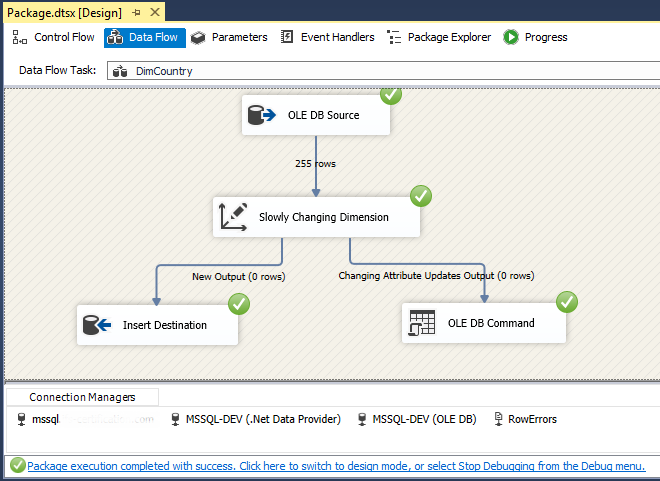 Package.dtsx [Design]
Control Flow Data Flow Parameters Event Handlers Package Explorer Progress
Data Flow Task: DimCountry
OLE DB Source
255 rows
Slowly Changing Dimension
New Output (0 rows) Changing Attribute Updates Output (0 rows)
Insert Destination OLE DB Command
Connection Managers
mssql .com MSSQL-DEV (.Net Data Provider) MSSQL-DEV (OLE DB) RowErrors
Package execution completed with success. Click here to switch to design mode, or select Stop Debugging from the Debug menu.